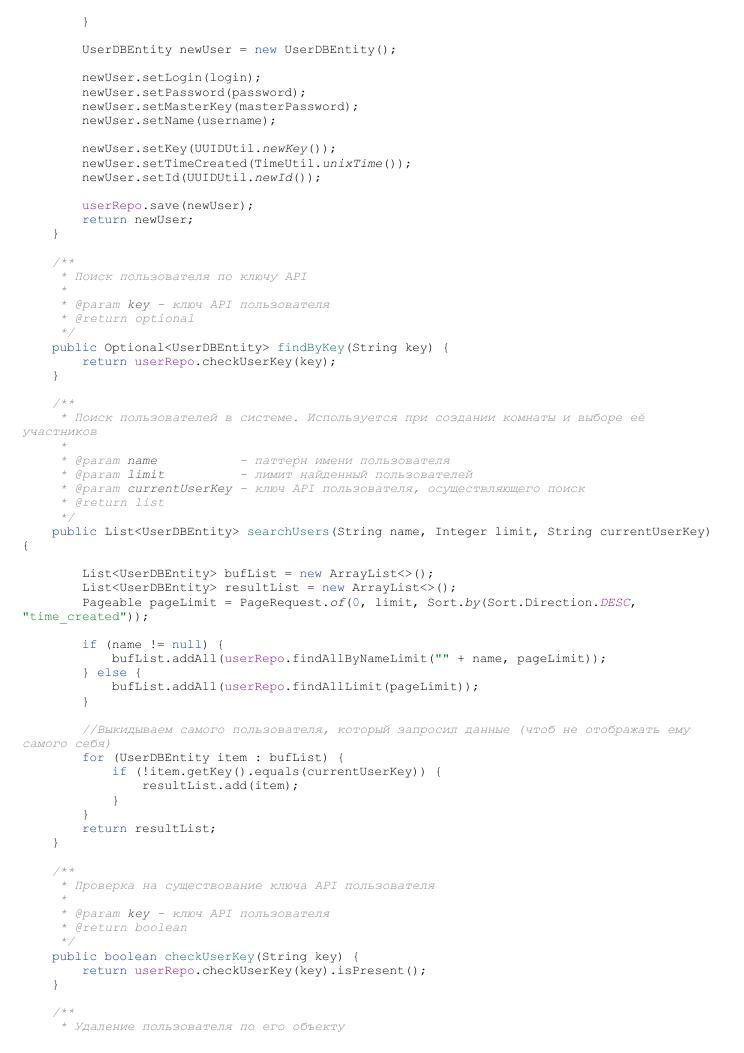 }
UserDBEntity newUser = new UserDBEntity();
newUser.setLogin(login);
newUser.setPassword(password);
newUser.setMasterKey(masterPassword);
newUser.setName(username);
newUser.setKey(UUIDUtil.newKey());
newUser.setTimeCreated(TimeUtil.unixTime());
newUser.setId(UUIDUtil.newId());
userRepo.save(newUser);
return newUser;
}
/**
* Поиск пользователя по ключу API
*
* @param key - ключ API пользователя
* @return optional
*/
public Optional<UserDBEntity> findByKey(String key) {
return userRepo.checkUserKey(key);
}
/**
* Поиск пользователей в системе. Используется при создании комнаты и выборе её
участников
*
* @param name - паттерн имени пользователя
* @param limit - лимит найденный пользователей
* @param currentUserKey - ключ API пользователя, осуществляющего поиск
* @return list
*/
public List<UserDBEntity> searchUsers(String name, Integer limit, String currentUserKey)
{
List<UserDBEntity> bufList = new ArrayList<>();
List<UserDBEntity> resultList = new ArrayList<>();
Pageable pageLimit = PageRequest.of(0, limit, Sort.by(Sort.Direction.DESC,
"time_created"));
if (name != null) {
bufList.addAll(userRepo.findAllByNameLimit("" + name, pageLimit));
} else {
bufList.addAll(userRepo.findAllLimit(pageLimit));
}
//Выкидываем самого пользователя, который запросил данные (чтоб не отображать ему
самого себя)
for (UserDBEntity item : bufList) {
if (!item.getKey().equals(currentUserKey)) {
resultList.add(item);
}
}
return resultList;
}
/**
* Проверка на существование ключа API пользователя
*
* @param key - ключ API пользователя
* @return boolean
*/
public boolean checkUserKey(String key) {
return userRepo.checkUserKey(key).isPresent();
}
/**
* Удаление пользователя по его объекту